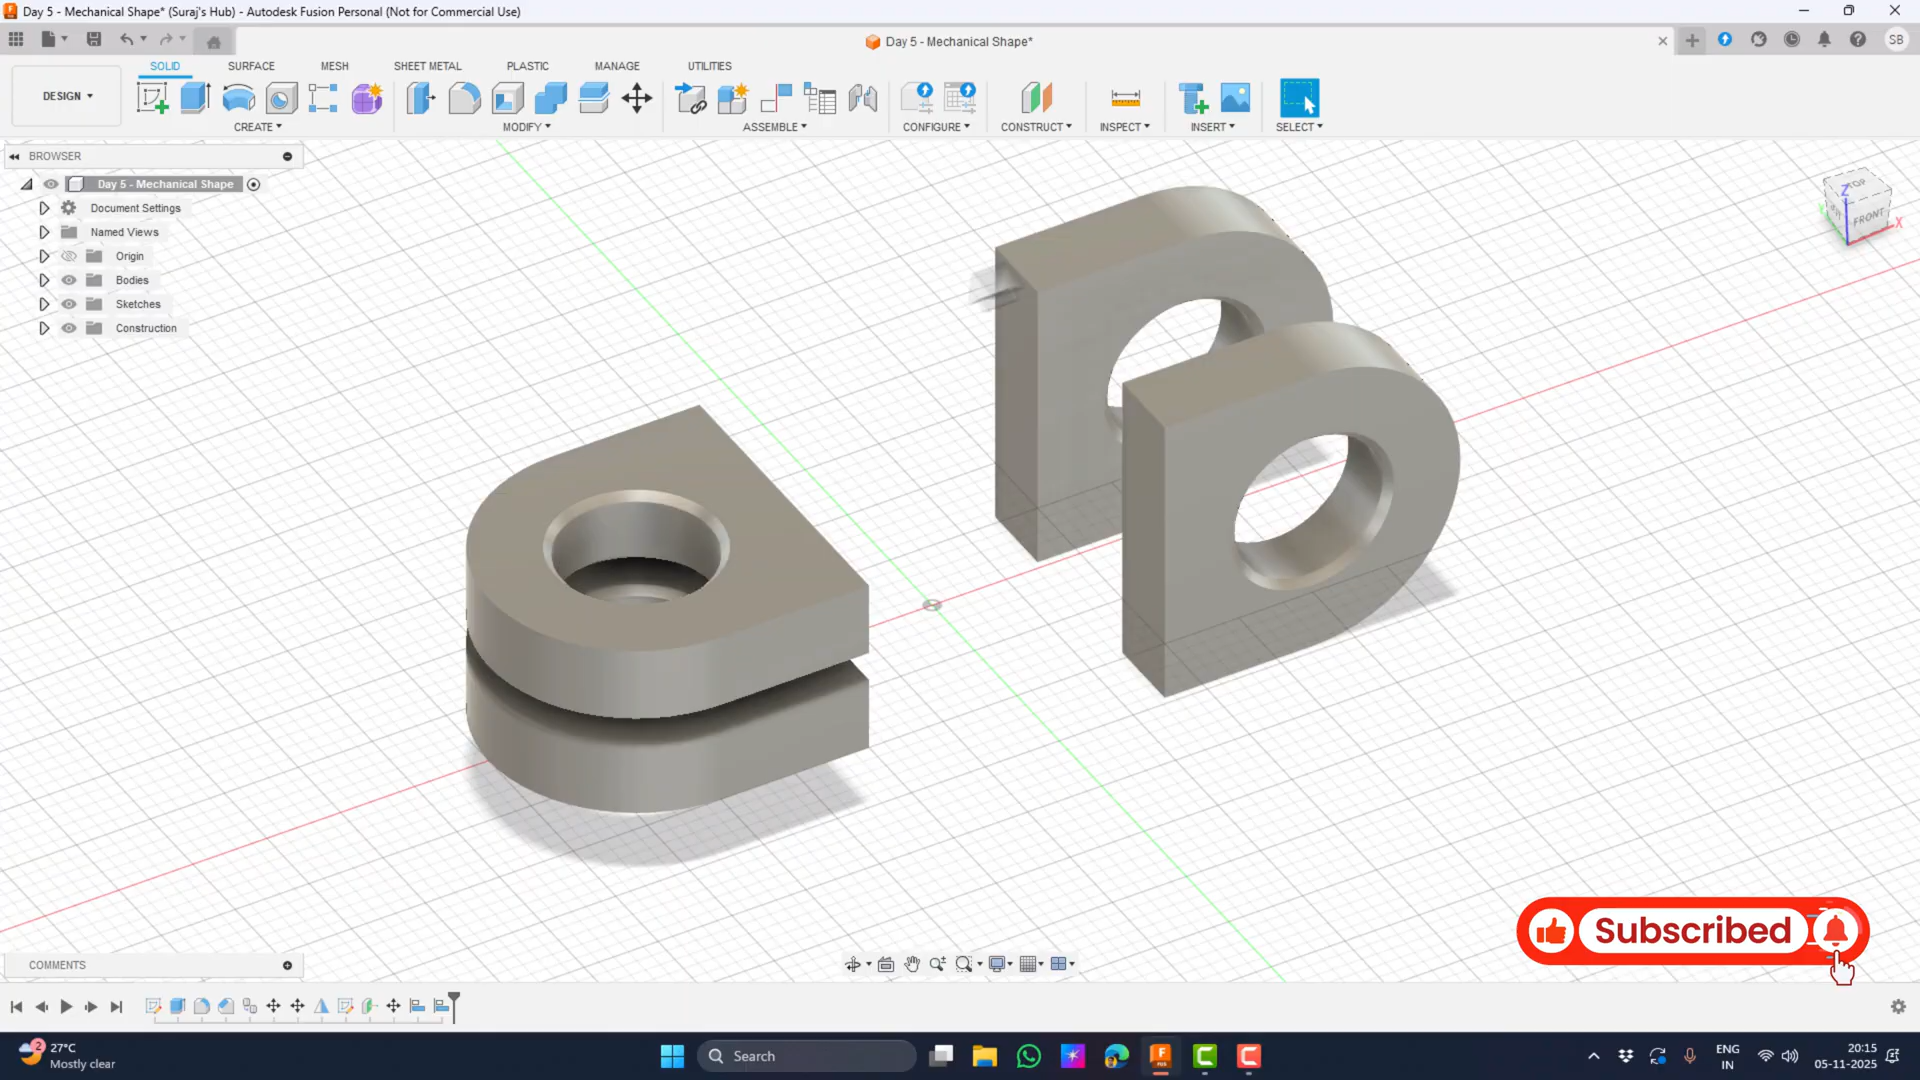 Day 5 - Mechanical Shape* (Suraj's Hub) - Autodesk Fusion Personal (Not for Commercial Use)
Day 5 - Mechanical Shape*
SB
SOLID
SURFACE
MESH
SHEET METAL
PLASTIC
MANAGE
UTILITIES
DESIGN
CREATE
MODIFY
ASSEMBLE
CONFIGURE
CONSTRUCT
INSPECT
INSERT
SELECT
BROWSER
Day 5 - Mechanical Shape
Document Settings
Named Views
Origin
Bodies
Sketches
Construction
TOP
Z
FRONT
X
Subscribed
COMMENTS
2
27°C
Mostly clear
Search
ENG
IN
20:15
05-11-2025